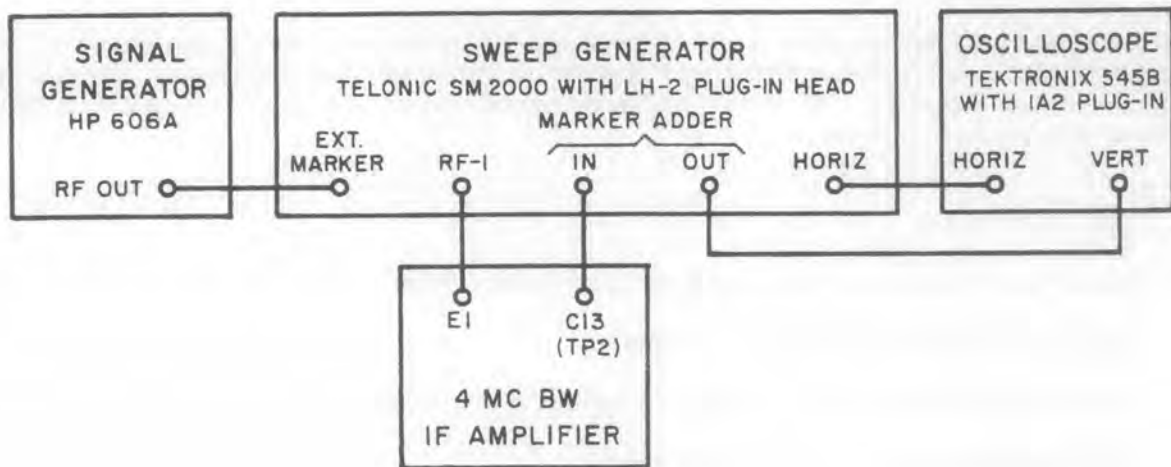 SIGNAL
GENERATOR
HP 606A
RF OUT
SWEEP GENERATOR
TELONIC SM 2000 WITH LH-2 PLUG-IN HEAD
MARKER ADDER
EXT.
MARKER
RF-1
IN
OUT
HORIZ
OSCILLOSCOPE
TEKTRONIX 545B
WITH 1A2 PLUG-IN
HORIZ
VERT
E1
C13
(TP2)
4 MC BW
IF AMPLIFIER